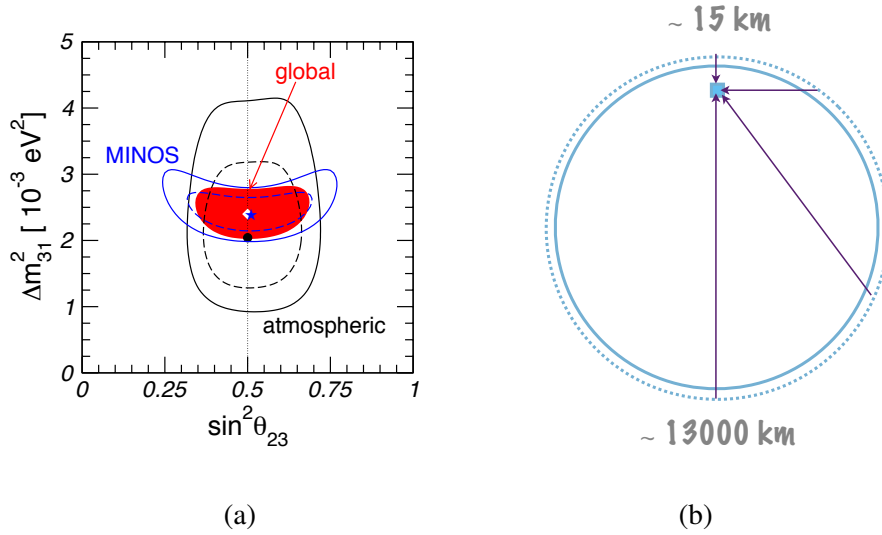 5
4
3
2
1
0
Δm²₃₁ [ 10⁻³ eV² ]
global
MINOS
atmospheric
0 0.25 0.5 0.75 1
sin²θ₂₃
(a)
~ 15 km
~ 13000 km
(b)